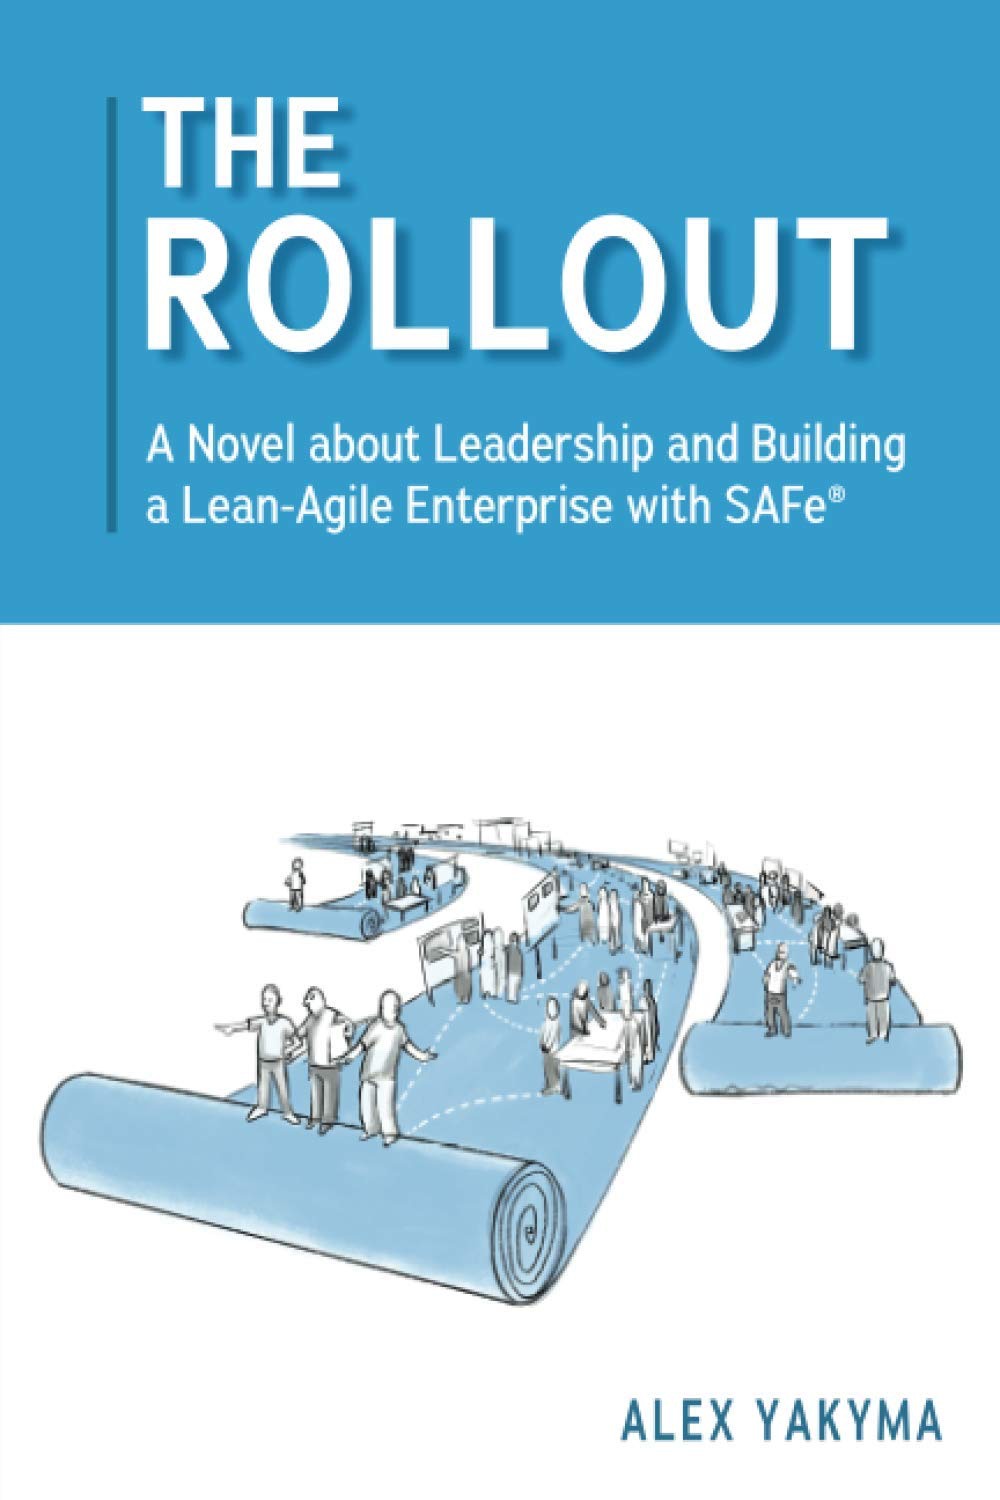 THE
ROLLOUT
A Novel about Leadership and Building
a Lean-Agile Enterprise with SAFe®
ALEX YAKYMA